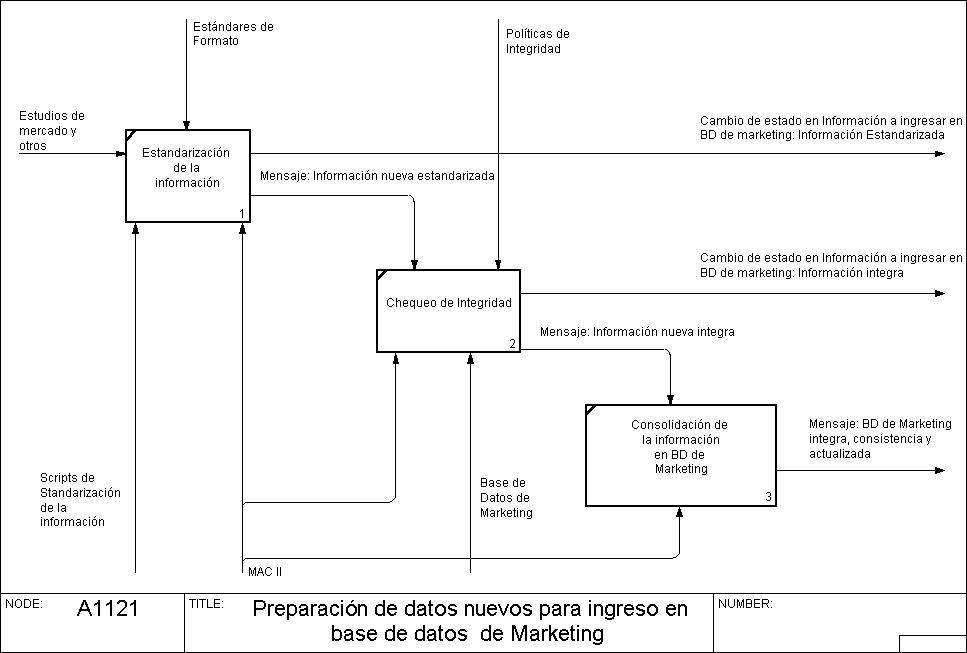 Estándares de
Formato
Políticas de
Integridad
Estudios de
mercado y
otros
Cambio de estado en Información a ingresar en
BD de marketing: Información Estandarizada
Estandarización
de la
información
1
Mensaje: Información nueva estandarizada
Cambio de estado en Información a ingresar en
BD de marketing: Información integra
Chequeo de Integridad
2
Mensaje: Información nueva integra
Consolidación de
la información
en BD de
Marketing
3
Mensaje: BD de Marketing
integra, consistencia y
actualizada
Scripts de
Standarización
de la
información
Base de
Datos de
Marketing
MAC II
NODE:
A1121
TITLE:
Preparación de datos nuevos para ingreso en
base de datos de Marketing
NUMBER: